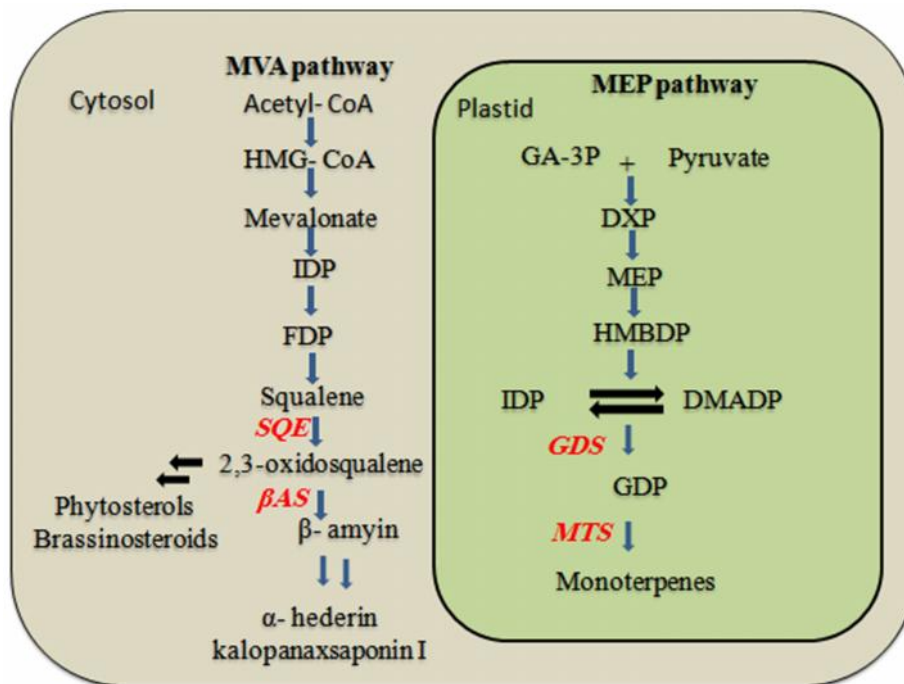 MVA pathway
Cytosol
Acetyl- CoA
HMG- CoA
Mevalonate
IDP
FDP
Squalene
SQE
2,3-oxidosqualene
Phytosterols
Brassinosteroids
βAS
β- amyin
α- hederin
kalopanaxsaponin I
MEP pathway
Plastid
GA-3P + Pyruvate
DXP
MEP
HMBDP
IDP DMADP
GDS
GDP
MTS
Monoterpenes